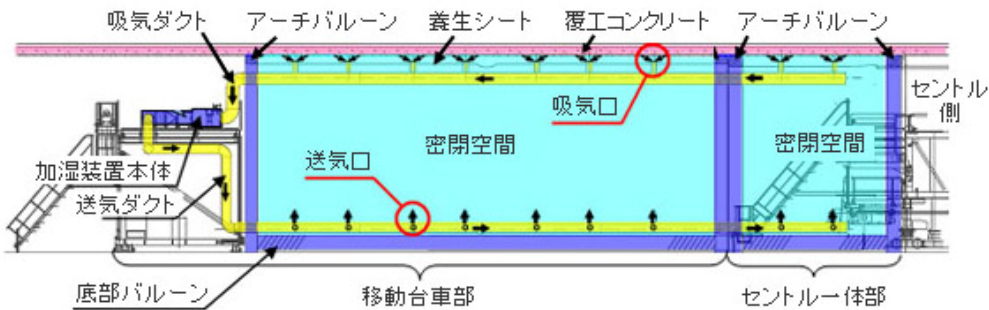 吸気ダクト
アーチバルーン
養生シート
覆工コンクリート
アーチバルーン
セントル
側
吸気口
密閉空間
密閉空間
送気口
加湿装置本体
送気ダクト
底部バルーン
移動台車部
セントル一体部